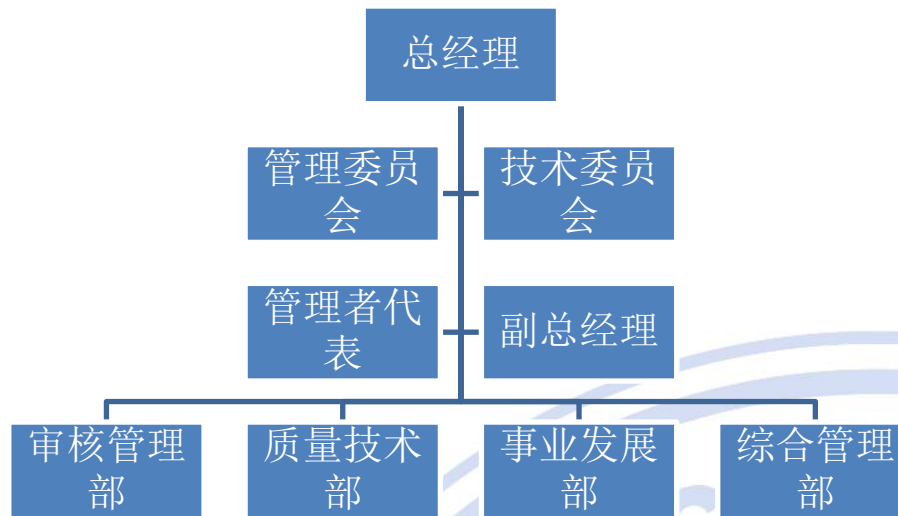 总经理
管理委员
会
技术委员
会
管理者代
表
副总经理
审核管理
部
质量技术
部
事业发展
部
综合管理
部